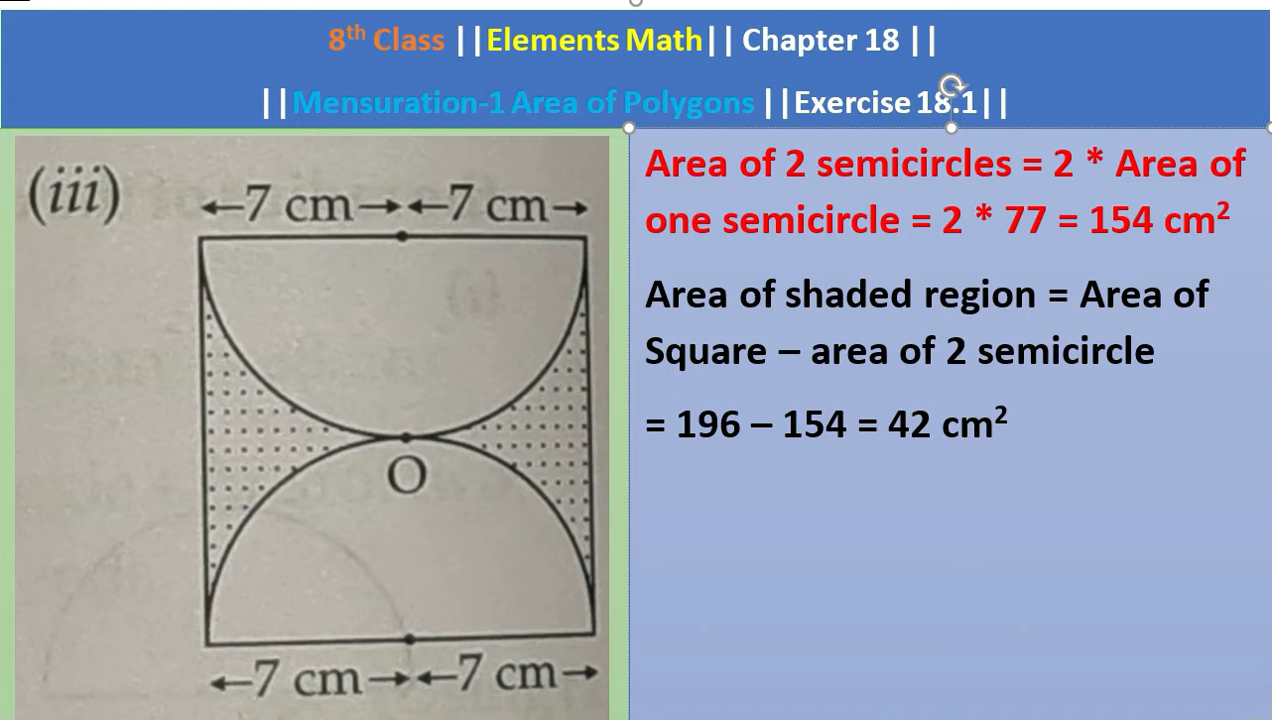 8th Class ||Elements Math|| Chapter 18 ||
||Mensuration-1 Area of Polygons ||Exercise 18.1||
(iii)
←7 cm→←7 cm→
O
←7 cm→←7 cm→
Area of 2 semicircles = 2 * Area of
one semicircle = 2 * 77 = 154 cm²
Area of shaded region = Area of
Square – area of 2 semicircle
= 196 – 154 = 42 cm²